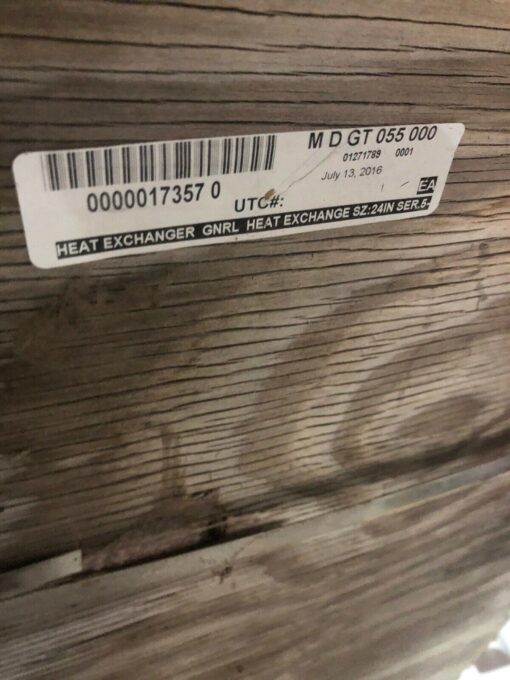 M D GT 055 000
01271789 0001
July 13, 2016
0000017357 0
UTC#:
EA
HEAT EXCHANGER GNRL HEAT EXCHANGE SZ:24IN SER.5-